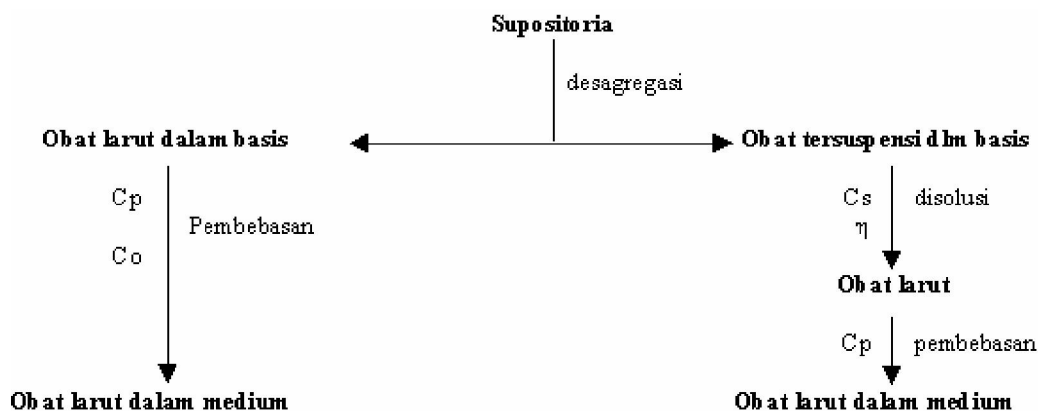 Supositoria
desagregasi
Obat larut dalam basis
Obat tersuspensi dlm basis
Cp
Pembebasan
Co
Cs
disolusi
η
Obat larut
Cp
pembebasan
Obat larut dalam medium
Obat larut dalam medium